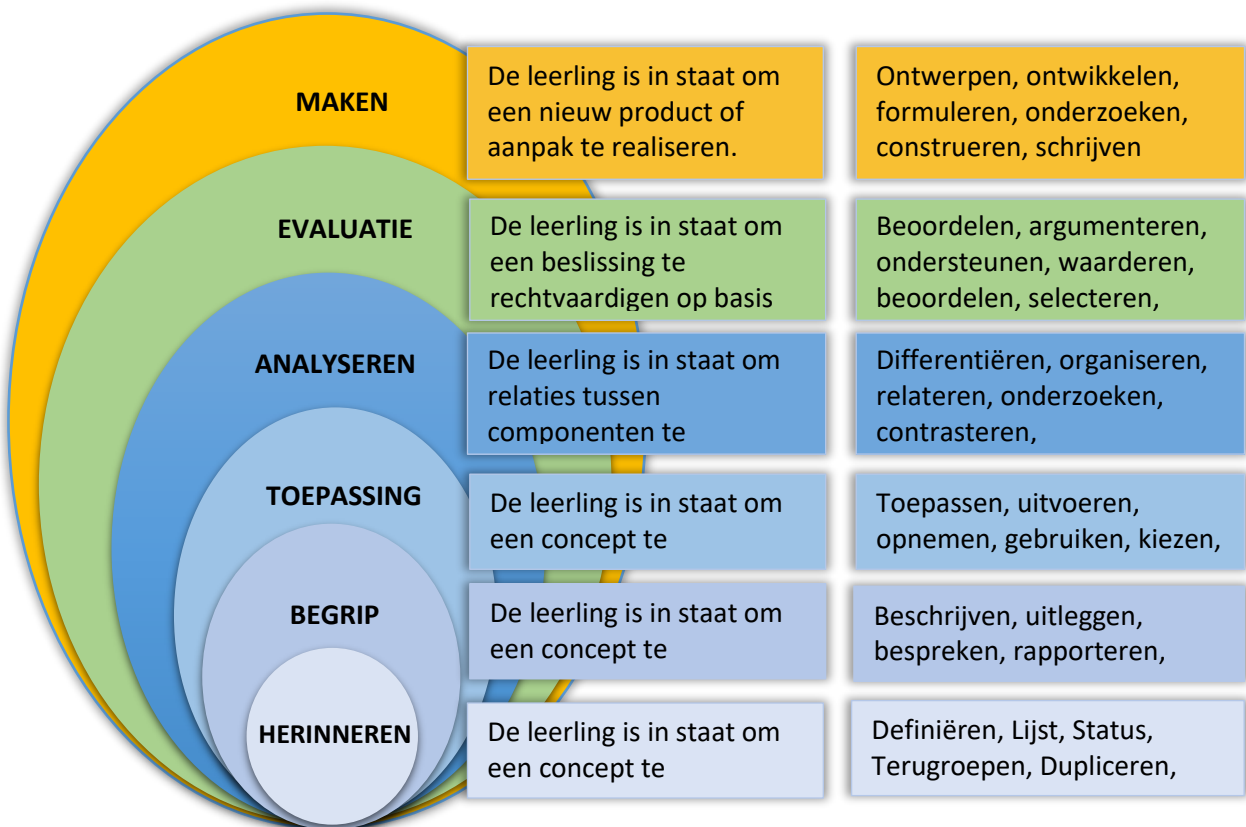 MAKEN
De leerling is in staat om
een nieuw product of
aanpak te realiseren.
Ontwerpen, ontwikkelen,
formuleren, onderzoeken,
construeren, schrijven
EVALUATIE
De leerling is in staat om
een beslissing te
rechtvaardigen op basis
Beoordelen, argumenteren,
ondersteunen, waarderen,
beoordelen, selecteren,
ANALYSEREN
De leerling is in staat om
relaties tussen
componenten te
Differentiëren, organiseren,
relateren, onderzoeken,
contrasteren,
TOEPASSING
De leerling is in staat om
een concept te
Toepassen, uitvoeren,
opnemen, gebruiken, kiezen,
BEGRIP
De leerling is in staat om
een concept te
Beschrijven, uitleggen,
bespreken, rapporteren,
HERINNEREN
De leerling is in staat om
een concept te
Definiëren, Lijst, Status,
Terugroepen, Dupliceren,